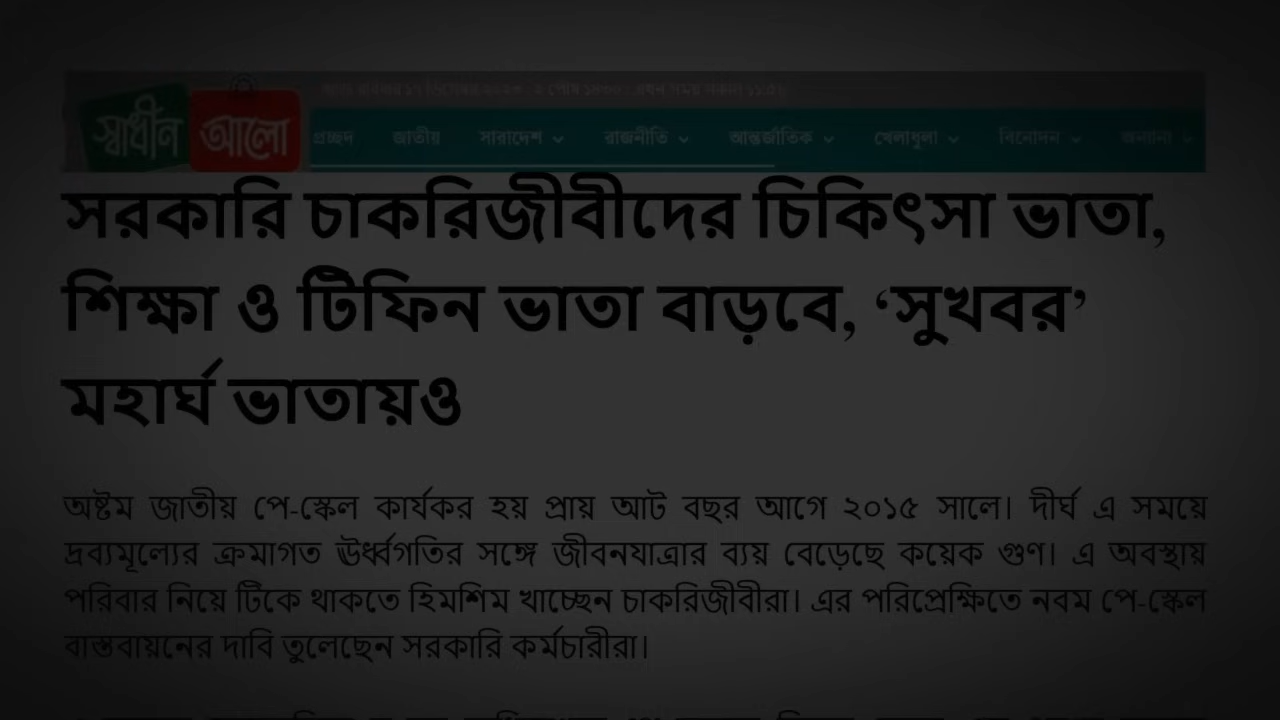 স্বাধীন আলো
প্রচ্ছদ জাতীয় সারাদেশ রাজনীতি আন্তর্জাতিক খেলাধুলা বিনোদন অন্যান্য
সরকারি চাকরিজীবীদের চিকিৎসা ভাতা,
শিক্ষা ও টিফিন ভাতা বাড়বে, ‘সুখবর’
মহার্ঘ ভাতায়ও
অষ্টম জাতীয় পে-স্কেল কার্যকর হয় প্রায় আট বছর আগে ২০১৫ সালে। দীর্ঘ এ সময়ে
দ্রব্যমূল্যের ক্রমাগত ঊর্ধ্বগতির সঙ্গে জীবনযাত্রার ব্যয় বেড়েছে কয়েক গুণ। এ অবস্থায়
পরিবার নিয়ে টিকে থাকতে হিমশিম খাচ্ছেন চাকরিজীবীরা। এর পরিপ্রেক্ষিতে নবম পে-স্কেল
বাস্তবায়নের দাবি তুলেছেন সরকারি কর্মচারীরা।